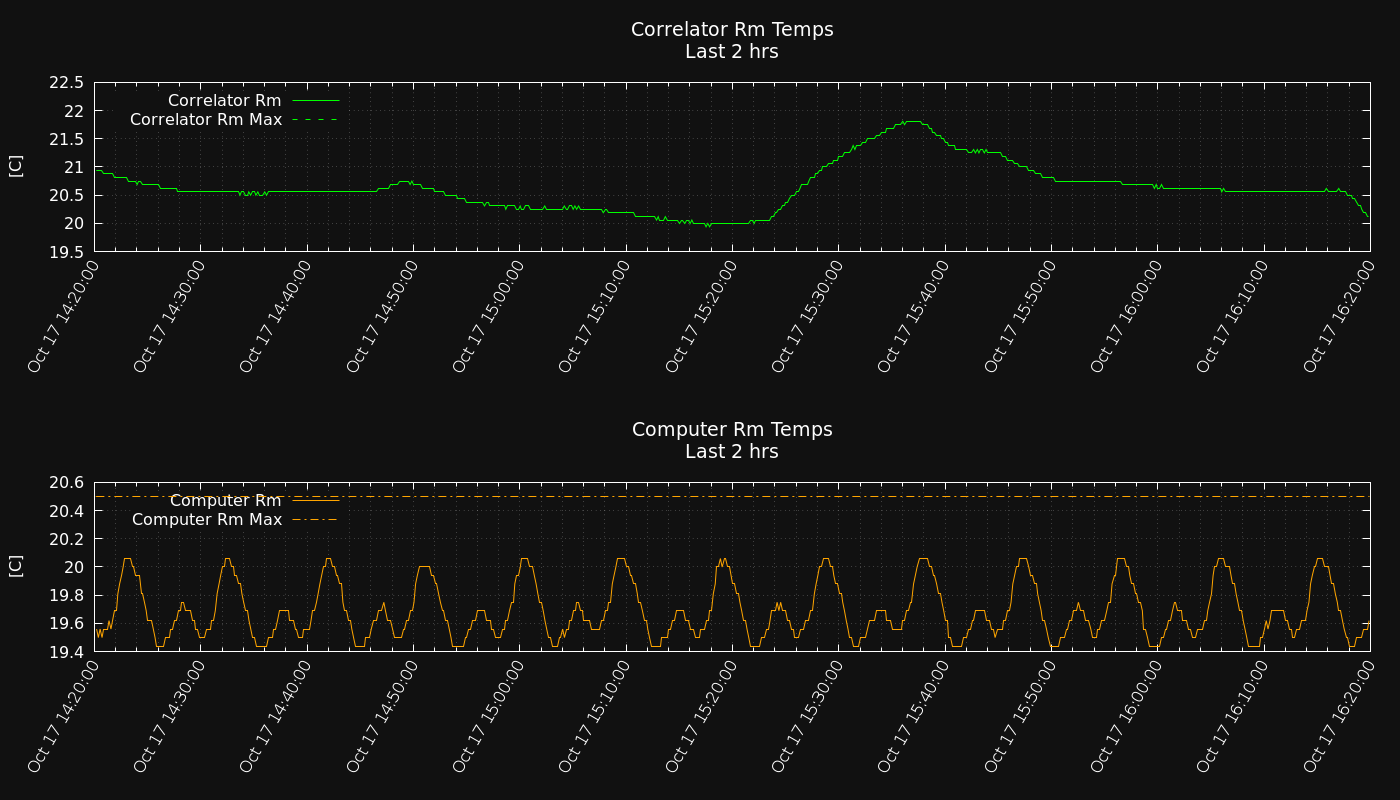 Correlator Rm Temps
Last 2 hrs
22.5
22
21.5
21
20.5
20
19.5
[C]
Correlator Rm
Correlator Rm Max
Oct 17 14:20:00
Oct 17 14:30:00
Oct 17 14:40:00
Oct 17 14:50:00
Oct 17 15:00:00
Oct 17 15:10:00
Oct 17 15:20:00
Oct 17 15:30:00
Oct 17 15:40:00
Oct 17 15:50:00
Oct 17 16:00:00
Oct 17 16:10:00
Oct 17 16:20:00
Computer Rm Temps
Last 2 hrs
20.6
20.4
20.2
20
19.8
19.6
19.4
[C]
Computer Rm
Computer Rm Max
Oct 17 14:20:00
Oct 17 14:30:00
Oct 17 14:40:00
Oct 17 14:50:00
Oct 17 15:00:00
Oct 17 15:10:00
Oct 17 15:20:00
Oct 17 15:30:00
Oct 17 15:40:00
Oct 17 15:50:00
Oct 17 16:00:00
Oct 17 16:10:00
Oct 17 16:20:00